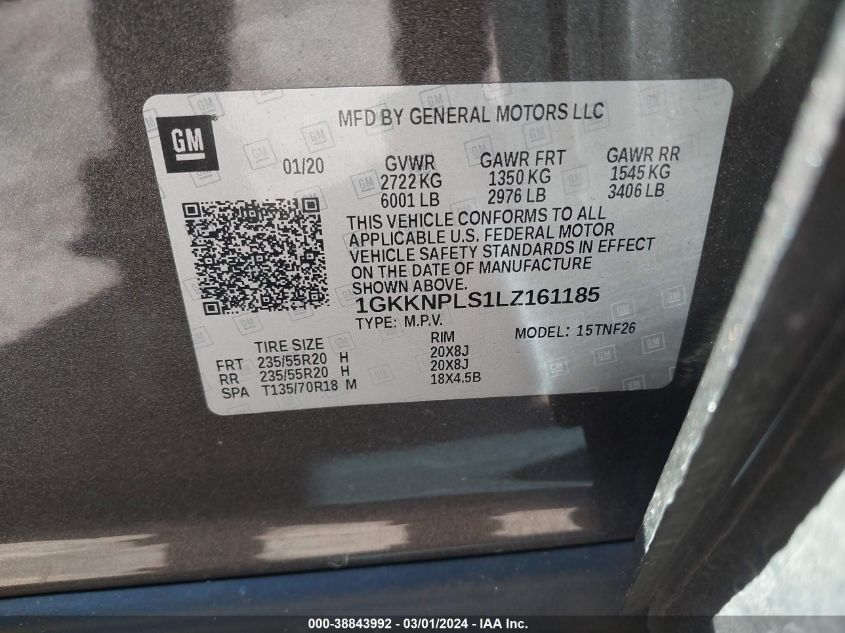 GM
MFD BY GENERAL MOTORS LLC
01/20
GVWR GAWR FRT GAWR RR
2722 KG 1350 KG 1545 KG
6001 LB 2976 LB 3406 LB
THIS VEHICLE CONFORMS TO ALL
APPLICABLE U.S. FEDERAL MOTOR
VEHICLE SAFETY STANDARDS IN EFFECT
ON THE DATE OF MANUFACTURE
SHOWN ABOVE.
1GKKNPLS1LZ161185
TYPE: M.P.V. MODEL: 15TNF26
TIRE SIZE RIM
FRT 235/55R20 H 20X8J
RR 235/55R20 H 20X8J
SPA T135/70R18 M 18X4.5B
000-38843992 - 03/01/2024 - IAA Inc.